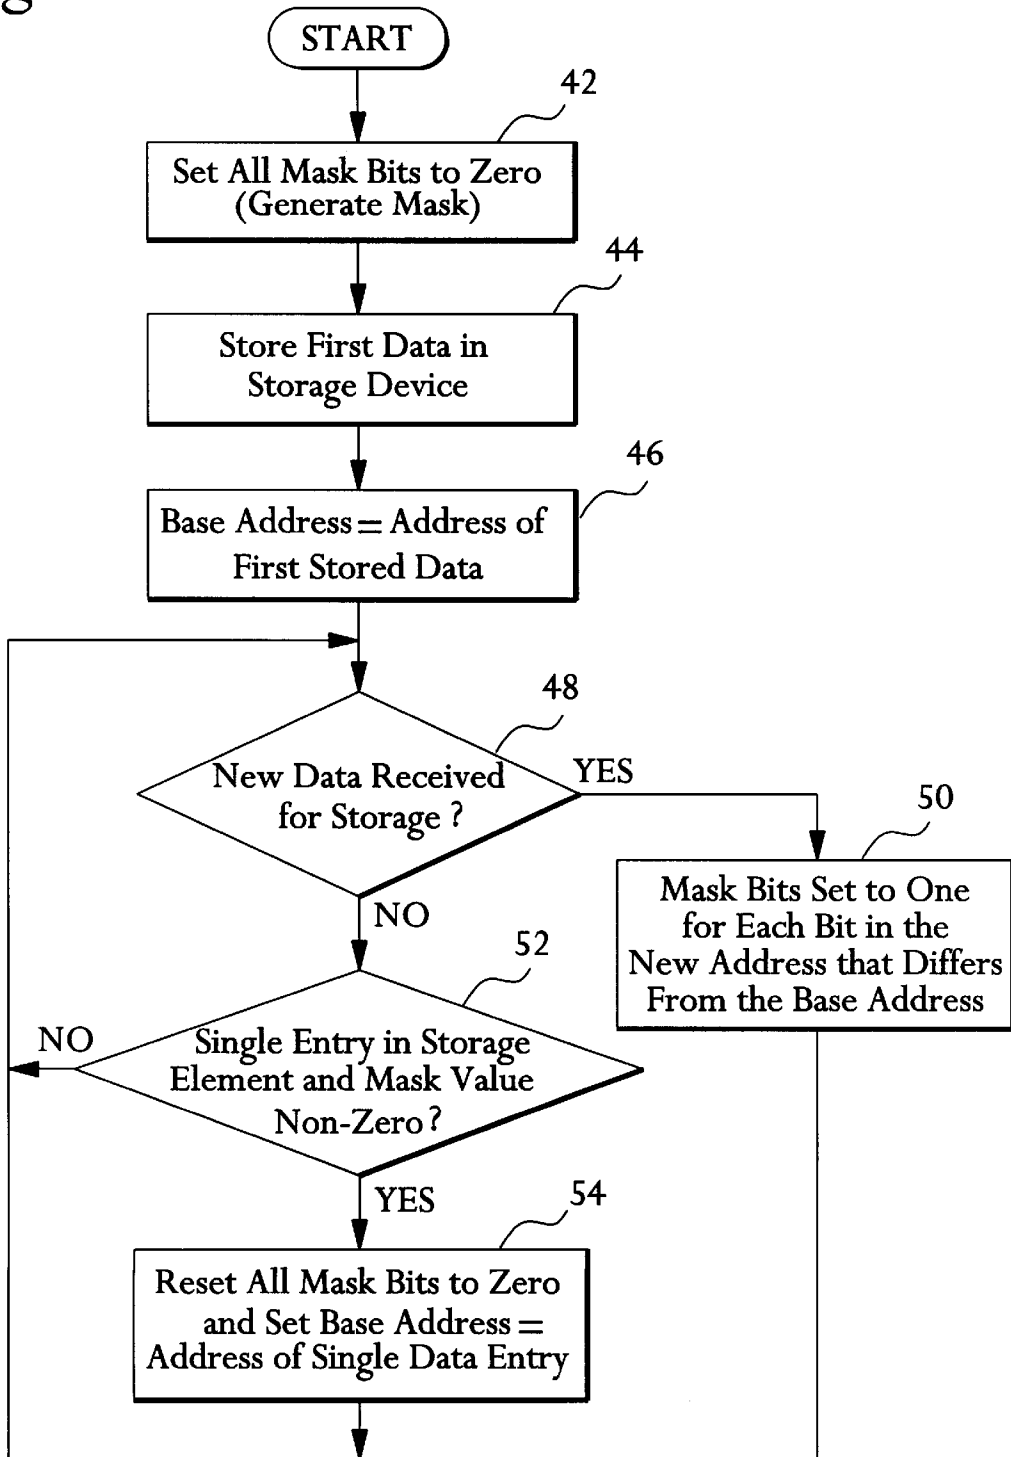 START
42
Set All Mask Bits to Zero
(Generate Mask)
44
Store First Data in
Storage Device
46
Base Address = Address of
First Stored Data
48
New Data Received
for Storage ?
YES
NO
50
Mask Bits Set to One
for Each Bit in the
New Address that Differs
From the Base Address
52
Single Entry in Storage
Element and Mask Value
Non-Zero ?
NO
YES
54
Reset All Mask Bits to Zero
and Set Base Address =
Address of Single Data Entry